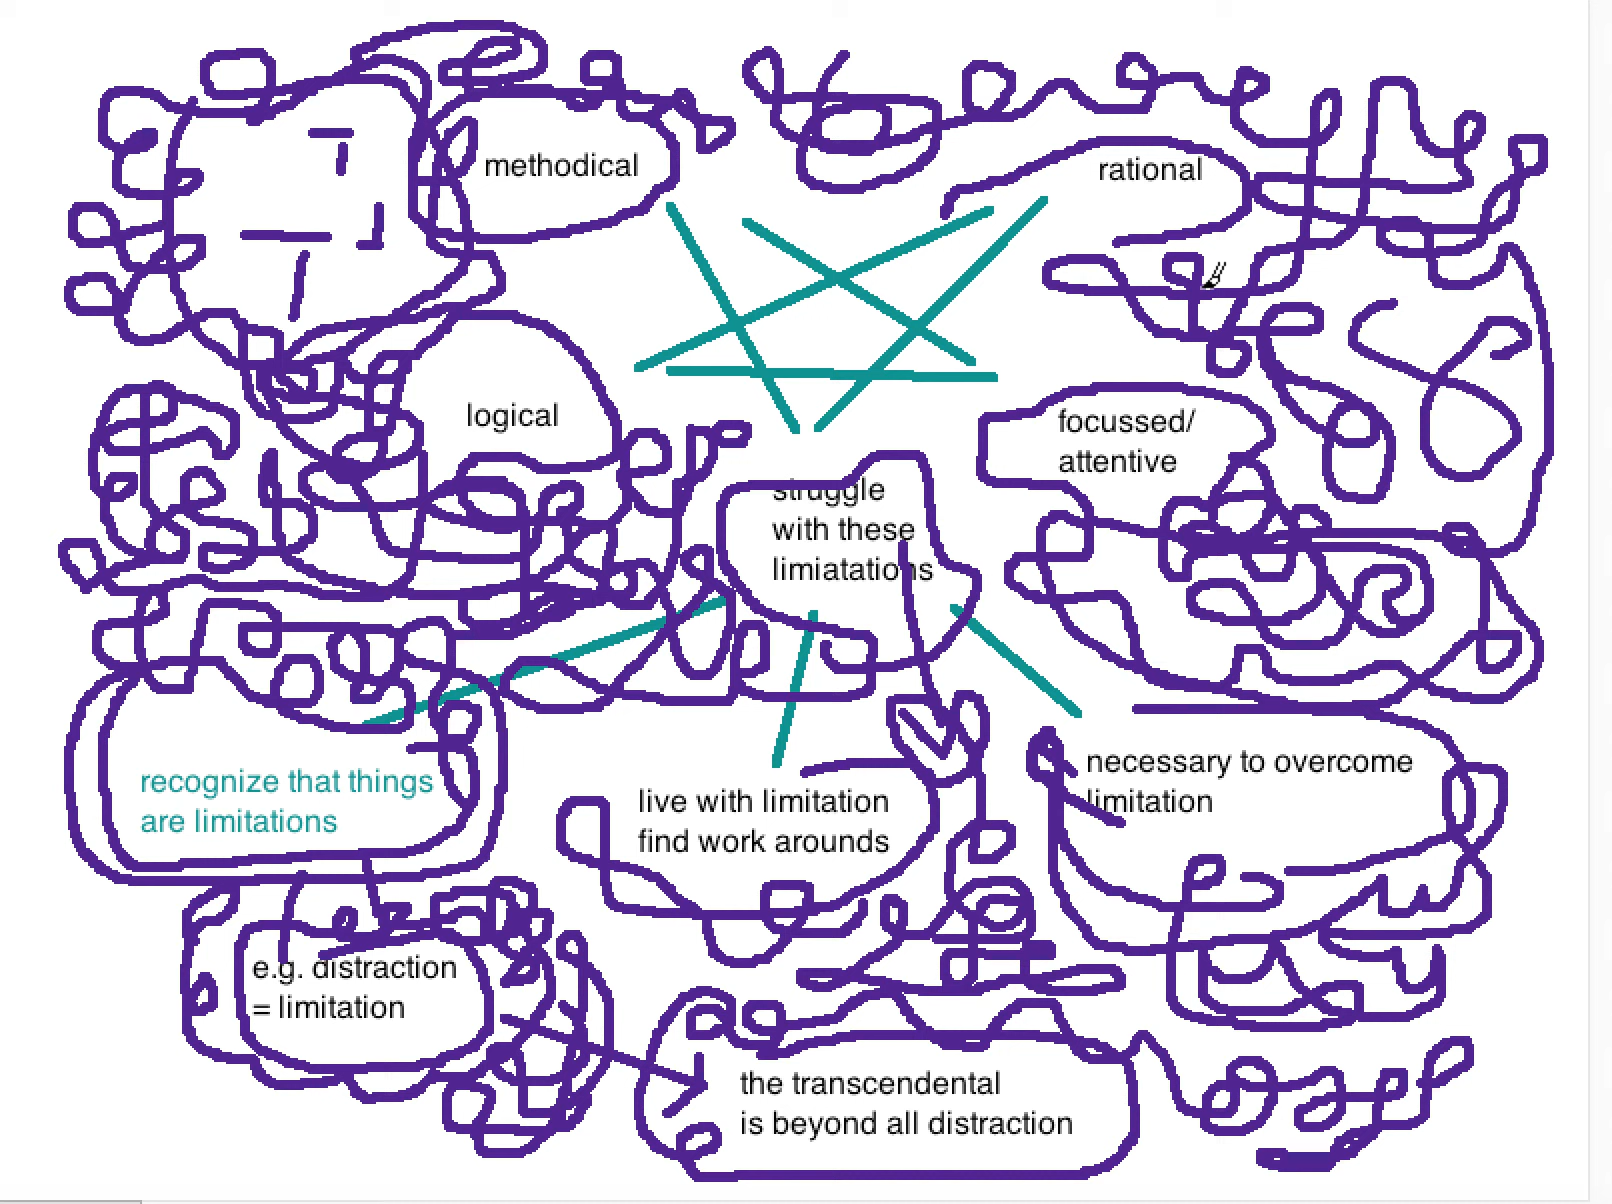 methodical
rational
logical
focussed/
attentive
struggle
with these
limiatations
recognize that things
are limitations
live with limitation
find work arounds
necessary to overcome
limitation
e.g. distraction
= limitation
the transcendental
is beyond all distraction